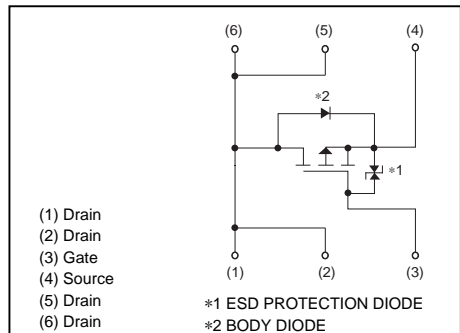 (6) (5) (4)
∗2
∗1
(1) Drain
(2) Drain
(3) Gate
(4) Source
(5) Drain
(6) Drain
(1) (2) (3)
∗1 ESD PROTECTION DIODE
∗2 BODY DIODE